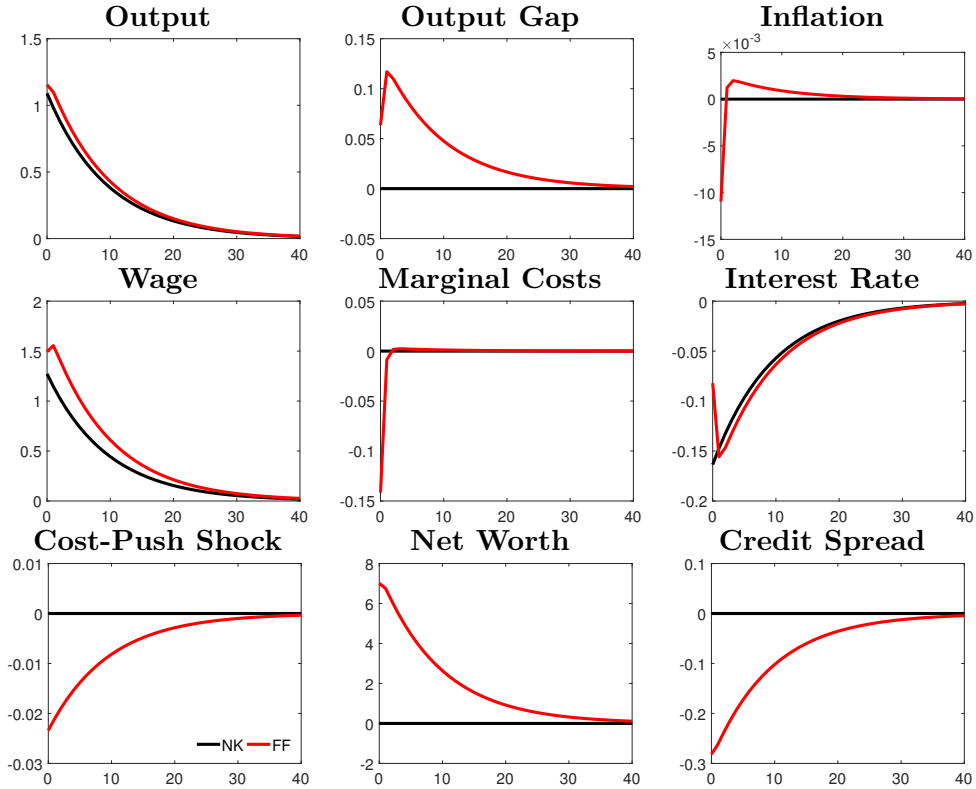 Output
1.5
1
0.5
0
0 10 20 30 40
Output Gap
0.15
0.1
0.05
0
-0.05
0 10 20 30 40
Inflation
×10⁻³
5
0
-5
-10
-15
0 10 20 30 40
Wage
2
1.5
1
0.5
0
0 10 20 30 40
Marginal Costs
0.05
0
-0.05
-0.1
-0.15
0 10 20 30 40
Interest Rate
0
-0.05
-0.1
-0.15
-0.2
0 10 20 30 40
Cost-Push Shock
0.01
0
-0.01
-0.02
-0.03
0 10 20 30 40
NK FF
Net Worth
8
6
4
2
0
-2
0 10 20 30 40
Credit Spread
0.1
0
-0.1
-0.2
-0.3
0 10 20 30 40